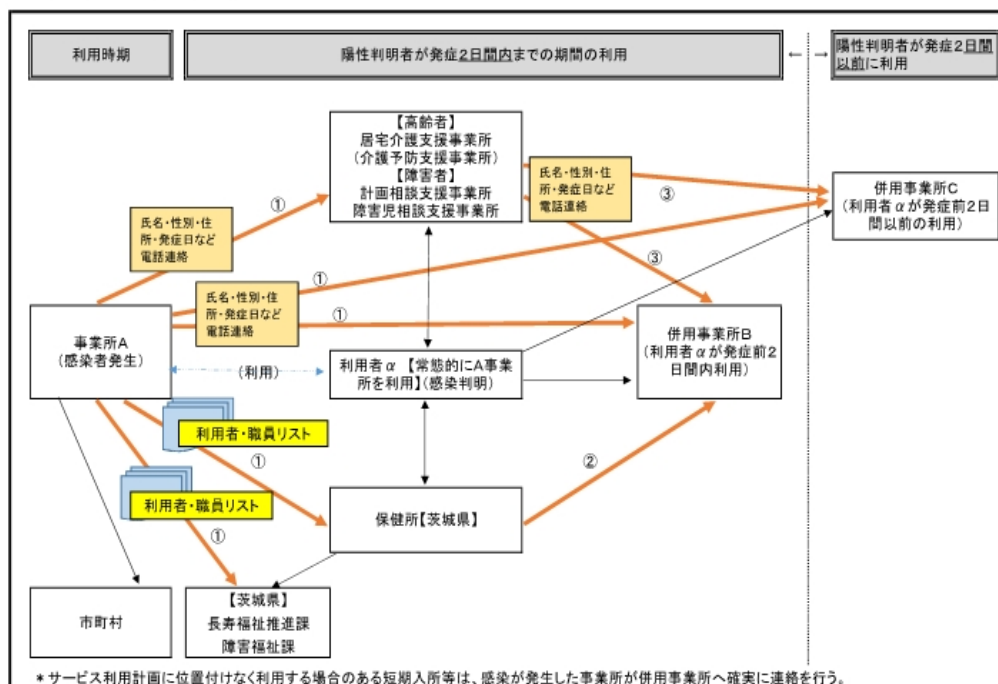 利用時期
陽性判明者が発症2日間内までの期間の利用
← →
陽性判明者が発症2日間
以前に利用
【高齢者】
居宅介護支援事業所
(介護予防支援事業所)
【障害者】
計画相談支援事業所
障害児相談支援事業所
氏名・性別・住
所・発症日など
電話連絡
③
併用事業所C
(利用者αが発症前2日
間以前の利用)
①
氏名・性別・住
所・発症日など
電話連絡
①
③
氏名・性別・住
所・発症日など
電話連絡
①
事業所A
(感染者発生)
(利用)
利用者α 【常態的にA事業
所を利用】(感染判明)
併用事業所B
(利用者αが発症前2
日間内利用)
利用者・職員リスト
①
②
利用者・職員リスト
①
保健所【茨城県】
市町村
【茨城県】
長寿福祉推進課
障害福祉課
*サービス利用計画に位置付けなく利用する場合のある短期入所等は、感染が発生した事業所が併用事業所へ確実に連絡を行う。